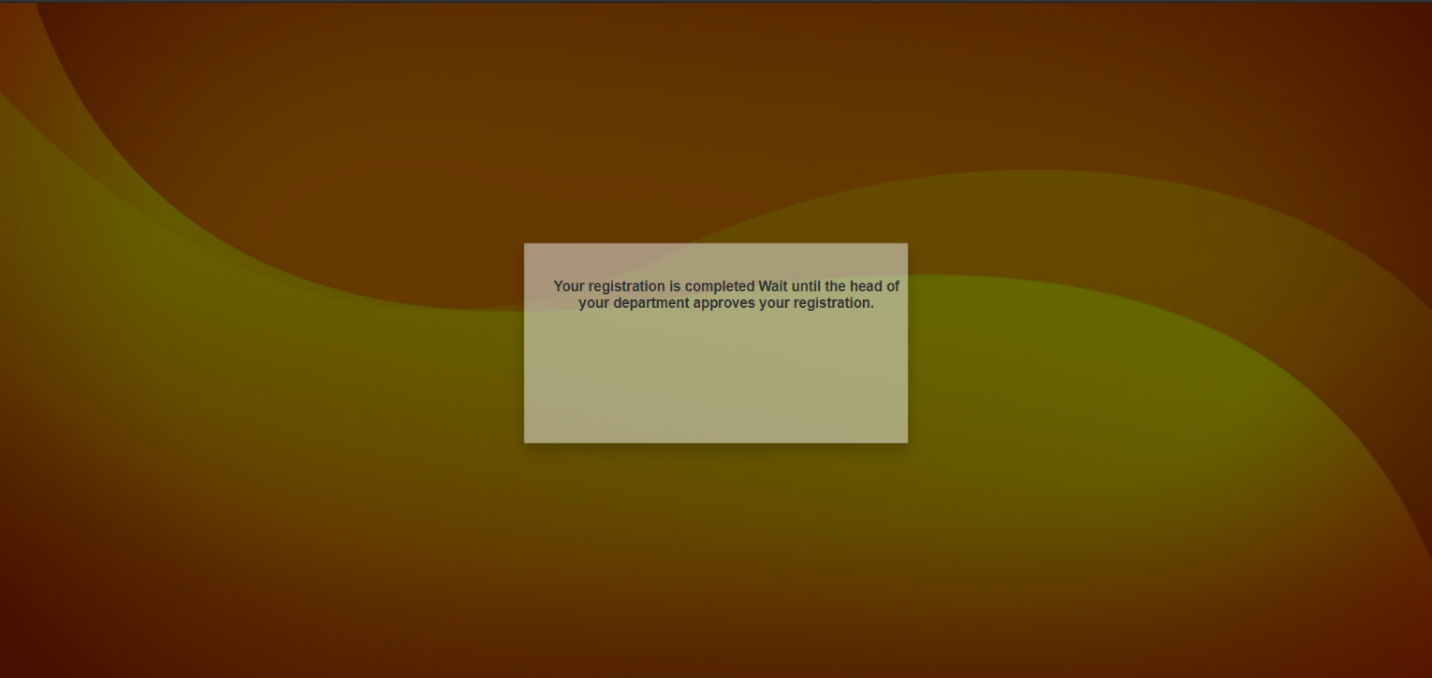 Your registration is completed Wait until the head of
your department approves your registration.